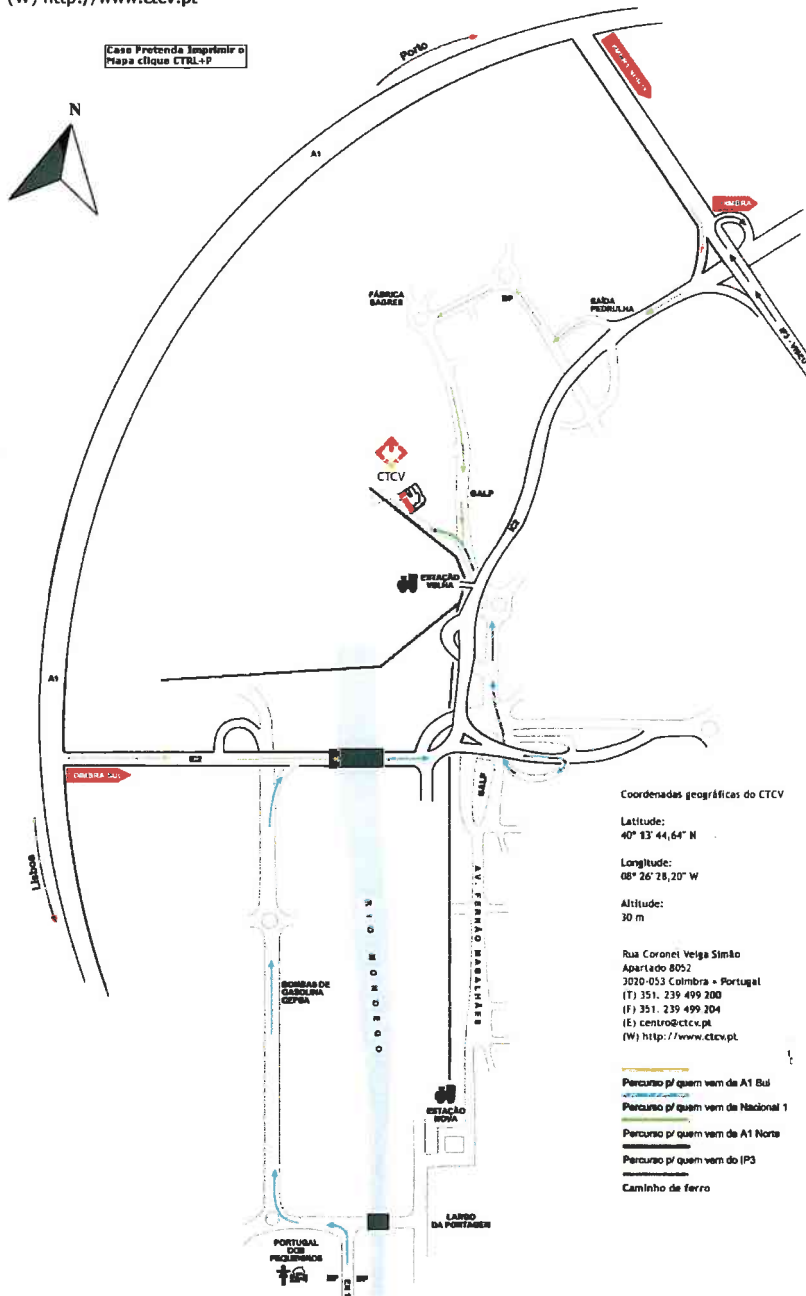 (W) http://www.ctcv.pt
Caso Pretenda Imprimir o
Mapa clique CTRL+P
Porto
N
A1
FÁBRICA
SAGRES
BP
SAÍDA
PEDRULHA
CTCV
GALP
IC2
ESTAÇÃO
VELHA
A1
IC2
GALP
Lisboa
Coordenadas geográficas do CTCV
Latitude:
40° 13' 44,64" N
Longitude:
08° 26' 28,20" W
Altitude:
30 m
RIO MONDEGO
AV. FERNÃO MAGALHÃES
BOMBAS DE
GASOLINA
CEPSA
Rua Coronel Veiga Simão
Apartado 8052
3020-053 Coimbra • Portugal
(T) 351. 239 499 200
(F) 351. 239 499 204
(E) centro@ctcv.pt
(W) http://www.ctcv.pt
ESTAÇÃO
NOVA
Percurso p/ quem vem da A1 Sul
Percurso p/ quem vem da Nacional 1
Percurso p/ quem vem da A1 Norte
Percurso p/ quem vem do IP3
Caminho de ferro
LARGO
DA PORTAGEM
PORTUGAL
DOS
PEQUENINOS
BP
BP